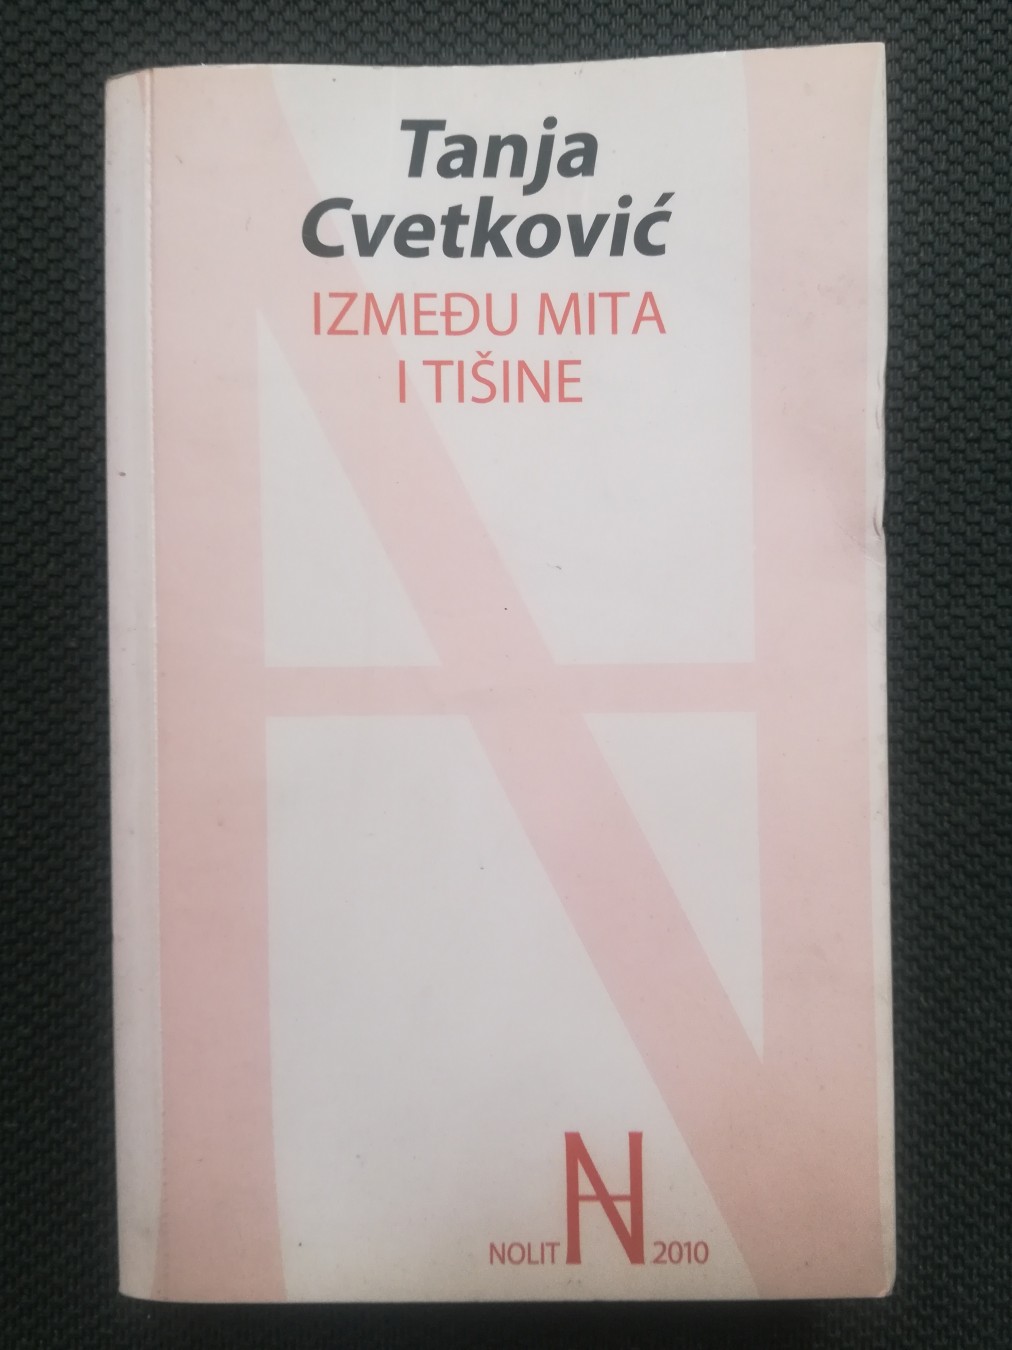 Tanja
Cvetković
IZMEĐU MITA
I TIŠINE
NOLIT N 2010